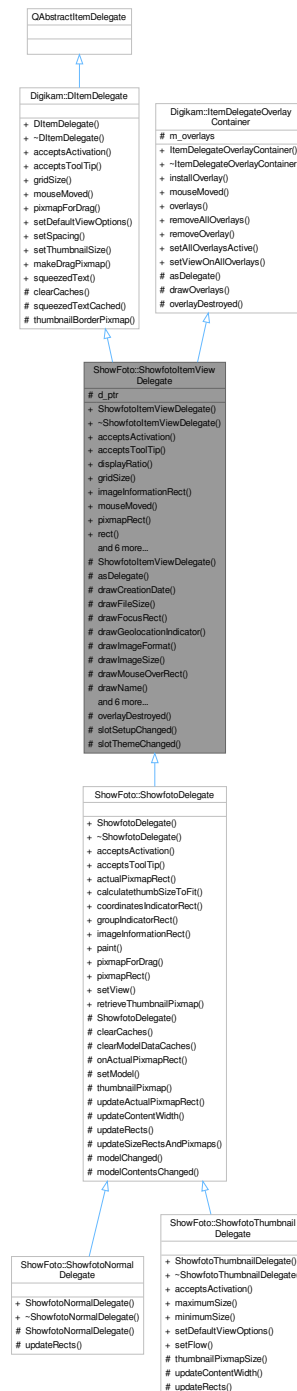 QAbstractItemDelegate
Digikam::DItemDelegate
+ DItemDelegate()
+ ~DItemDelegate()
+ acceptsActivation()
+ acceptsToolTip()
+ gridSize()
+ mouseMoved()
+ pixmapForDrag()
+ setDefaultViewOptions()
+ setSpacing()
+ setThumbnailSize()
+ makeDragPixmap()
+ squeezedText()
# clearCaches()
# squeezedTextCached()
# thumbnailBorderPixmap()
Digikam::ItemDelegateOverlay
Container
# m_overlays
+ ItemDelegateOverlayContainer()
+ ~ItemDelegateOverlayContainer
+ installOverlay()
+ mouseMoved()
+ overlays()
+ removeAllOverlays()
+ removeOverlay()
+ setAllOverlaysActive()
+ setViewOnAllOverlays()
# asDelegate()
# drawOverlays()
# overlayDestroyed()
ShowFoto::ShowfotoItemView
Delegate
# d_ptr
+ ShowfotoItemViewDelegate()
+ ~ShowfotoItemViewDelegate()
+ acceptsActivation()
+ acceptsToolTip()
+ displayRatio()
+ gridSize()
+ imageInformationRect()
+ mouseMoved()
+ pixmapRect()
+ rect()
and 6 more...
# ShowfotoItemViewDelegate()
# asDelegate()
# drawCreationDate()
# drawFileSize()
# drawFocusRect()
# drawGeolocationIndicator()
# drawImageFormat()
# drawImageSize()
# drawMouseOverRect()
# drawName()
and 6 more...
# overlayDestroyed()
# slotSetupChanged()
# slotThemeChanged()
ShowFoto::ShowfotoDelegate
+ ShowfotoDelegate()
+ ~ShowfotoDelegate()
+ acceptsActivation()
+ acceptsToolTip()
+ actualPixmapRect()
+ calculatethumbSizeToFit()
+ coordinatesIndicatorRect()
+ groupIndicatorRect()
+ imageInformationRect()
+ paint()
+ pixmapForDrag()
+ pixmapRect()
+ setView()
+ retrieveThumbnailPixmap()
# ShowfotoDelegate()
# clearCaches()
# clearModelDataCaches()
# onActualPixmapRect()
# setModel()
# thumbnailPixmap()
# updateActualPixmapRect()
# updateContentWidth()
# updateRects()
# updateSizeRectsAndPixmaps()
# modelChanged()
# modelContentsChanged()
ShowFoto::ShowfotoNormal
Delegate
+ ShowfotoNormalDelegate()
+ ~ShowfotoNormalDelegate()
# ShowfotoNormalDelegate()
# updateRects()
ShowFoto::ShowfotoThumbnail
Delegate
+ ShowfotoThumbnailDelegate()
+ ~ShowfotoThumbnailDelegate
+ acceptsActivation()
+ maximumSize()
+ minimumSize()
+ setDefaultViewOptions()
+ setFlow()
# thumbnailPixmapSize()
# updateContentWidth()
# updateRects()